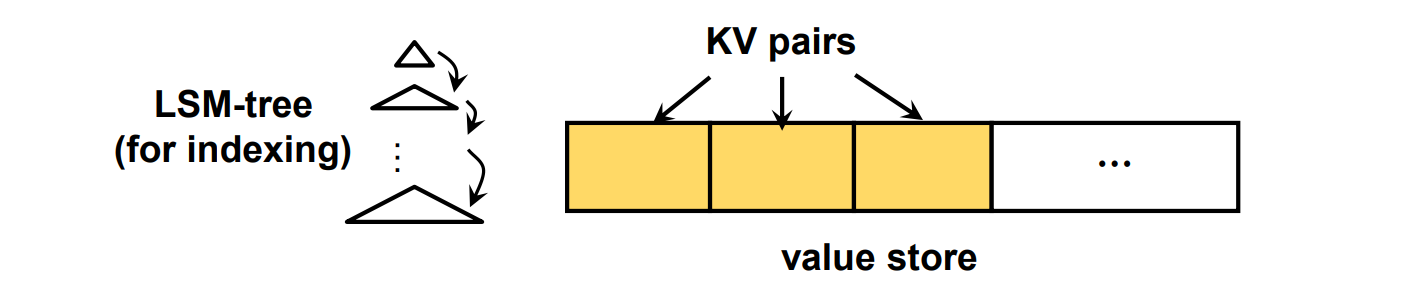 KV pairs
LSM-tree
(for indexing)
⋮
...
value store